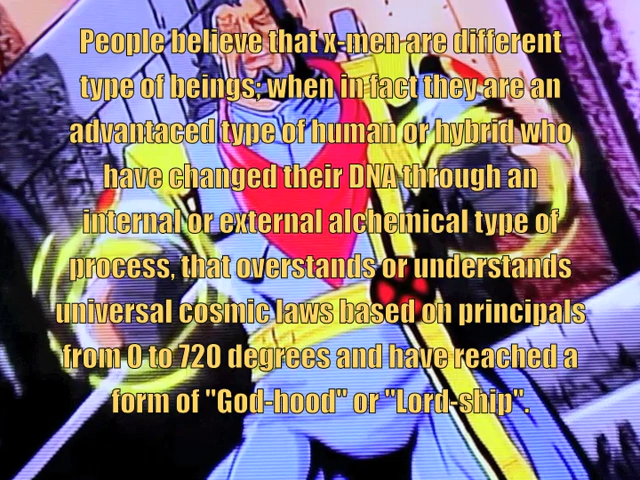 People believe that x-men are different
type of beings; when in fact they are an
advantaced type of human or hybrid who
have changed their DNA through an
internal or external alchemical type of
process, that overstands or understands
universal cosmic laws based on principals
from 0 to 720 degrees and have reached a
form of "God-hood" or "Lord-ship".